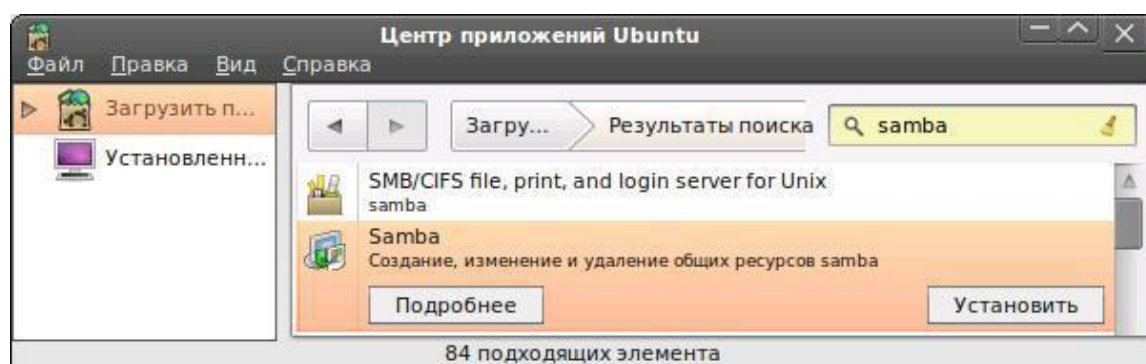 Центр приложений Ubuntu
Файл Правка Вид Справка
Загрузить п...
Установленн...
Загру... Результаты поиска samba
SMB/CIFS file, print, and login server for Unix
samba
Samba
Создание, изменение и удаление общих ресурсов samba
Подробнее Установить
84 подходящих элемента